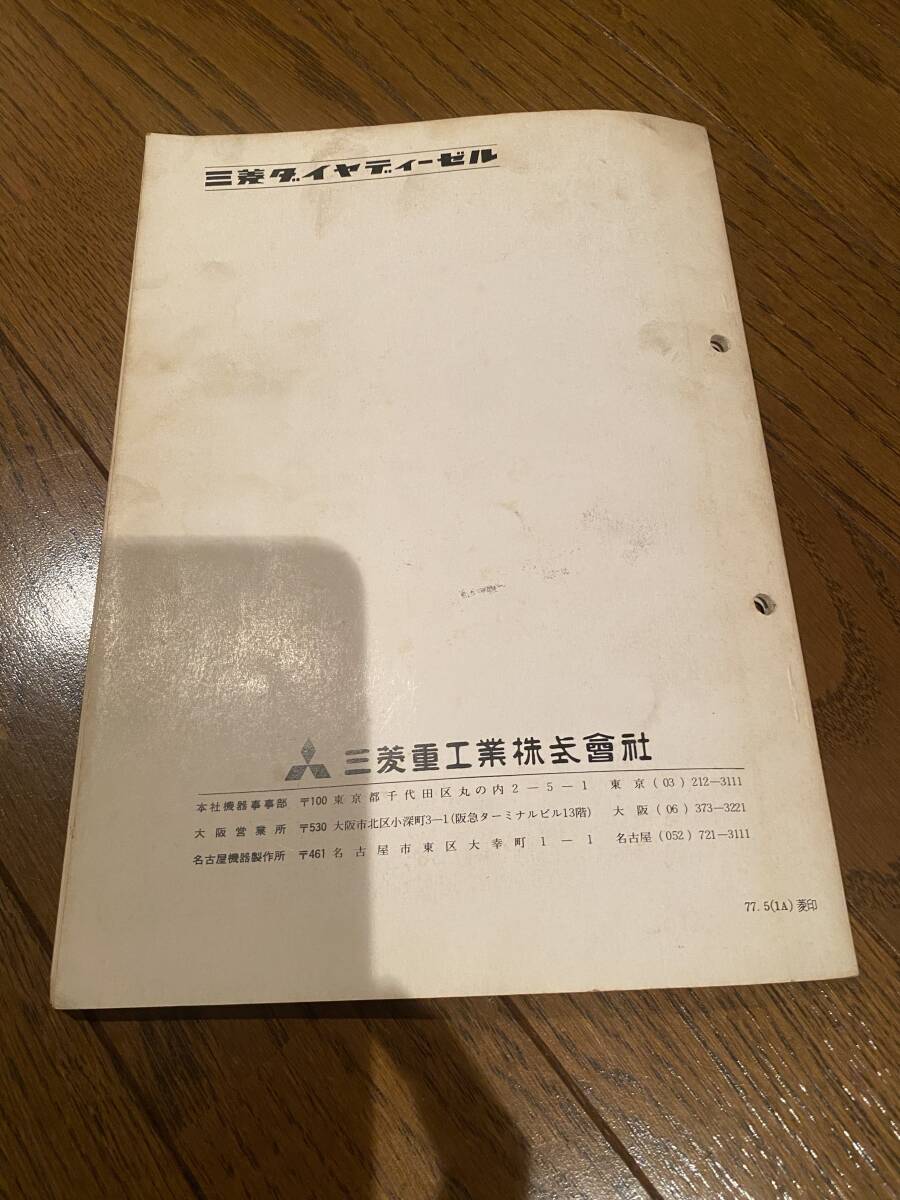 三菱ダイヤディーゼル
三菱重工業株式會社
本社機器事業部 〒100 東京都千代田区丸の内2−5−1 東京(03)212−3111
大阪営業所 〒530 大阪市北区小深町3−1(阪急ターミナルビル13階) 大阪(06)373−3221
名古屋機器製作所 〒461 名古屋市東区大幸町1−1 名古屋(052)721−3111
77.5(1A)菱印